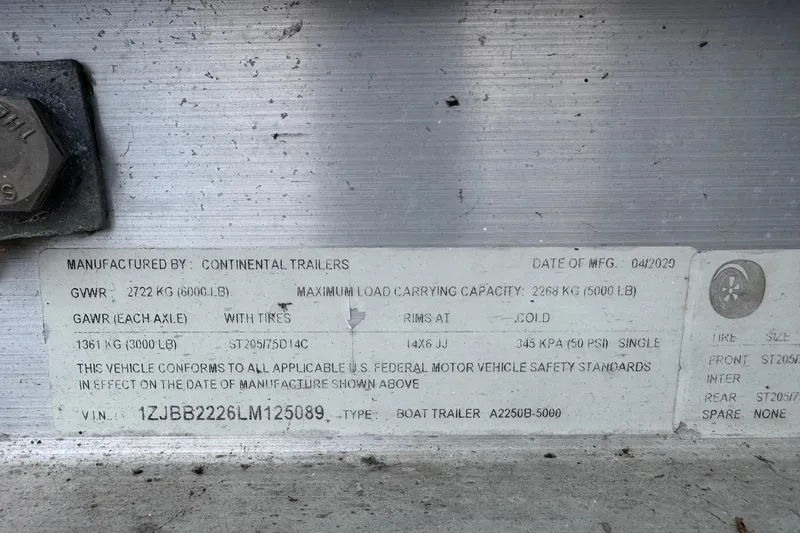 MANUFACTURED BY: CONTINENTAL TRAILERS DATE OF MFG. 04/2020
GVWR 2722 KG (6000 LB) MAXIMUM LOAD CARRYING CAPACITY: 2268 KG (5000 LB)
GAWR (EACH AXLE) WITH TIRES RIMS AT COLD
1361 KG (3000 LB) ST205/75D14C 14X6 JJ 345 KPA (50 PSI) SINGLE
THIS VEHICLE CONFORMS TO ALL APPLICABLE U.S. FEDERAL MOTOR VEHICLE SAFETY STANDARDS
IN EFFECT ON THE DATE OF MANUFACTURE SHOWN ABOVE
V.I.N.: 1ZJBB2226LM125089 TYPE: BOAT TRAILER A2250B-5000
TIRE SIZE
FRONT ST205/
INTER
REAR ST205/7
SPARE NONE